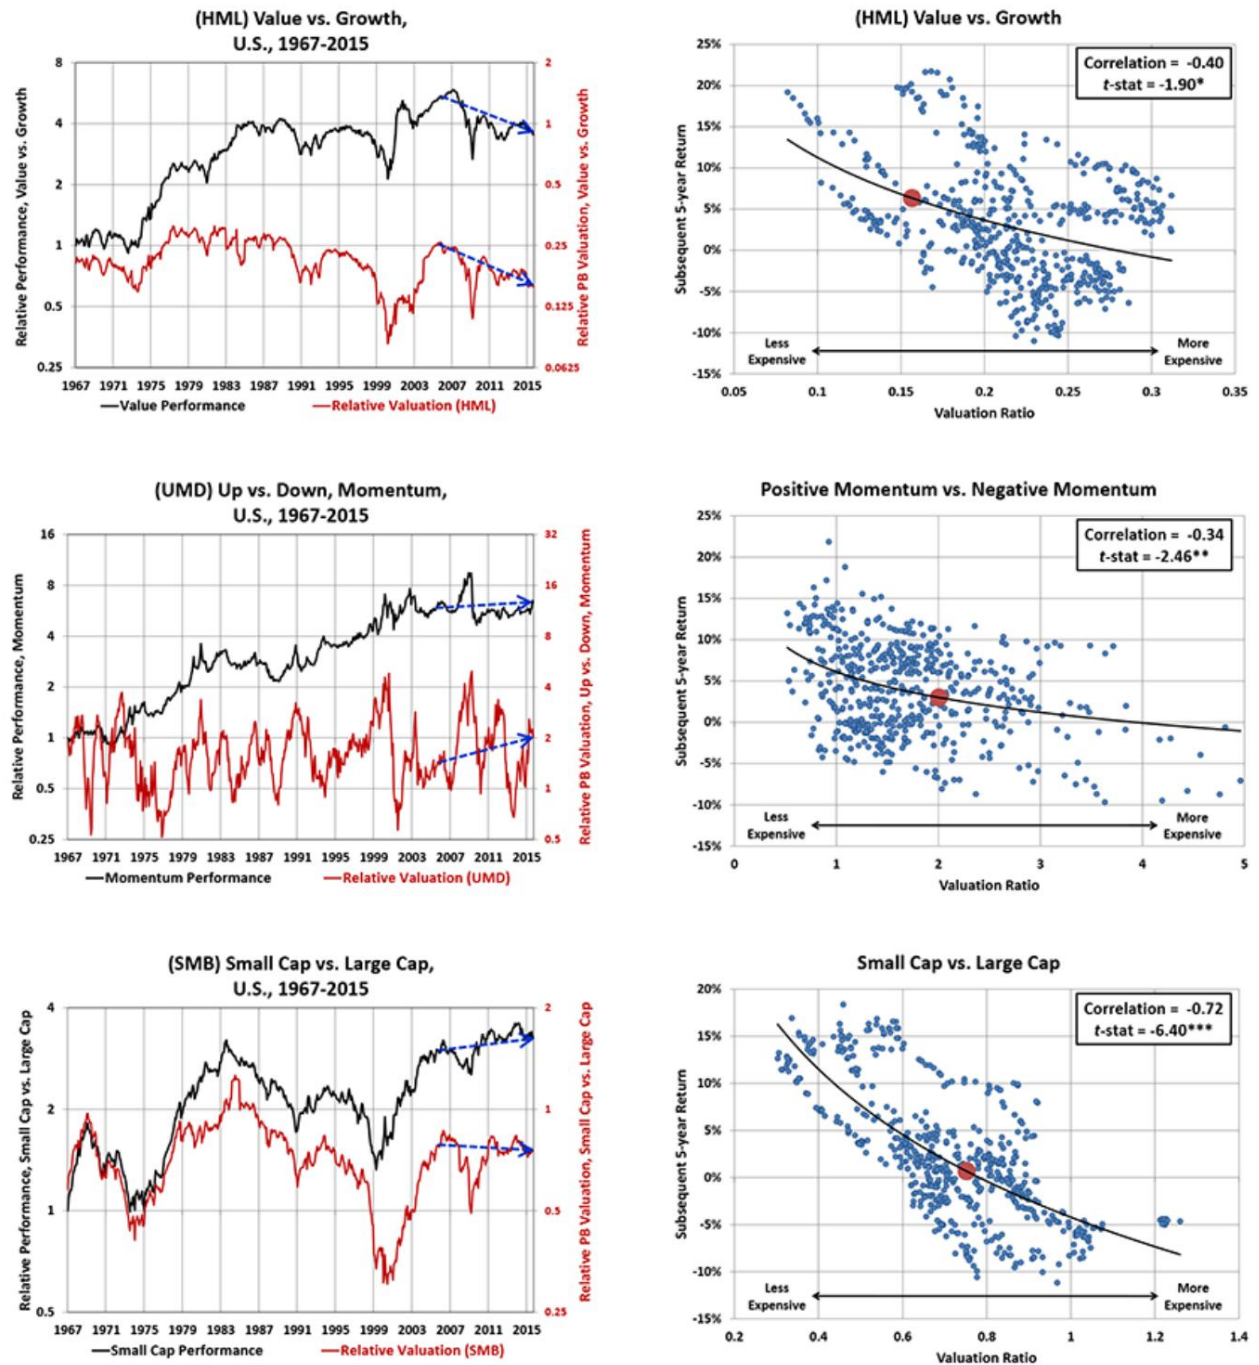 (HML) Value vs. Growth,
U.S., 1967-2015
Relative Performance, Value vs. Growth
8
4
2
1
0.5
0.25
2
1
0.5
0.25
0.125
0.0625
Relative PB Valuation, Value vs. Growth
1967 1971 1975 1979 1983 1987 1991 1995 1999 2003 2007 2011 2015
Value Performance Relative Valuation (HML)
(HML) Value vs. Growth
Subsequent 5-year Return
25%
20%
15%
10%
5%
0%
-5%
-10%
-15%
Correlation = -0.40
t-stat = -1.90*
Less
Expensive
More
Expensive
0.05 0.1 0.15 0.2 0.25 0.3 0.35
Valuation Ratio
(UMD) Up vs. Down, Momentum,
U.S., 1967-2015
Relative Performance, Momentum
16
8
4
2
1
0.5
0.25
32
16
8
4
2
1
0.5
Relative PB Valuation, Up vs. Down, Momentum
1967 1971 1975 1979 1983 1987 1991 1995 1999 2003 2007 2011 2015
Momentum Performance Relative Valuation (UMD)
Positive Momentum vs. Negative Momentum
Subsequent 5-year Return
25%
20%
15%
10%
5%
0%
-5%
-10%
-15%
Correlation = -0.34
t-stat = -2.46**
Less
Expensive
More
Expensive
0 1 2 3 4 5
Valuation Ratio
(SMB) Small Cap vs. Large Cap,
U.S., 1967-2015
Relative Performance, Small Cap vs. Large Cap
4
2
1
0.5
2
1
0.5
0.25
Relative PB Valuation, Small Cap vs. Large Cap
1967 1971 1975 1979 1983 1987 1991 1995 1999 2003 2007 2011 2015
Small Cap Performance Relative Valuation (SMB)
Small Cap vs. Large Cap
Subsequent 5-year Return
20%
15%
10%
5%
0%
-5%
-10%
-15%
Correlation = -0.72
t-stat = -6.40***
Less
Expensive
More
Expensive
0.2 0.4 0.6 0.8 1 1.2 1.4
Valuation Ratio